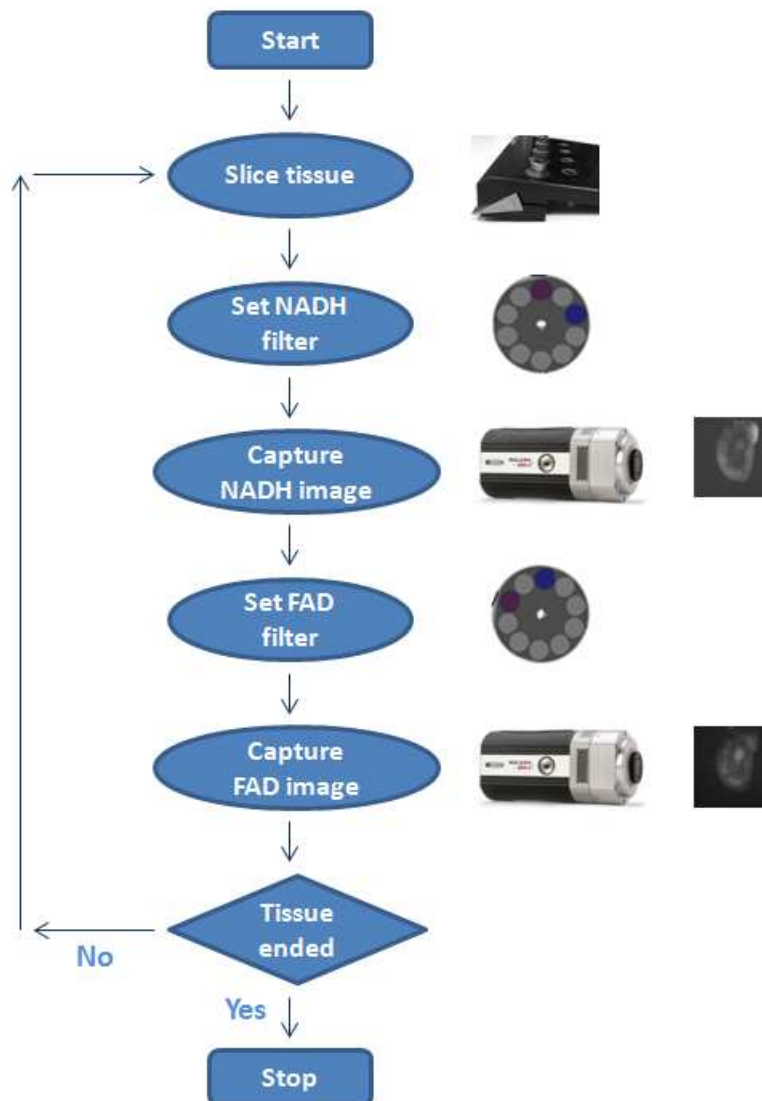 Start
Slice tissue
Set NADH
filter
Capture
NADH image
Set FAD
filter
Capture
FAD image
Tissue
ended
No
Yes
Stop